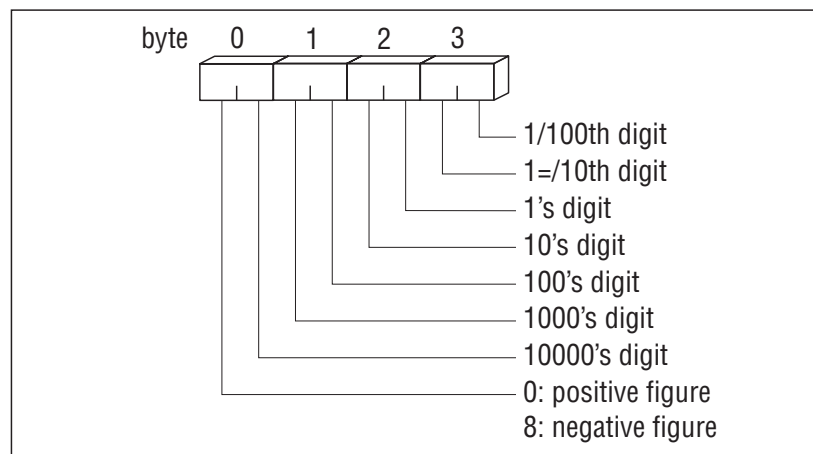 byte 0 1 2 3
1/100th digit
1=/10th digit
1’s digit
10’s digit
100’s digit
1000’s digit
10000’s digit
0: positive figure
8: negative figure